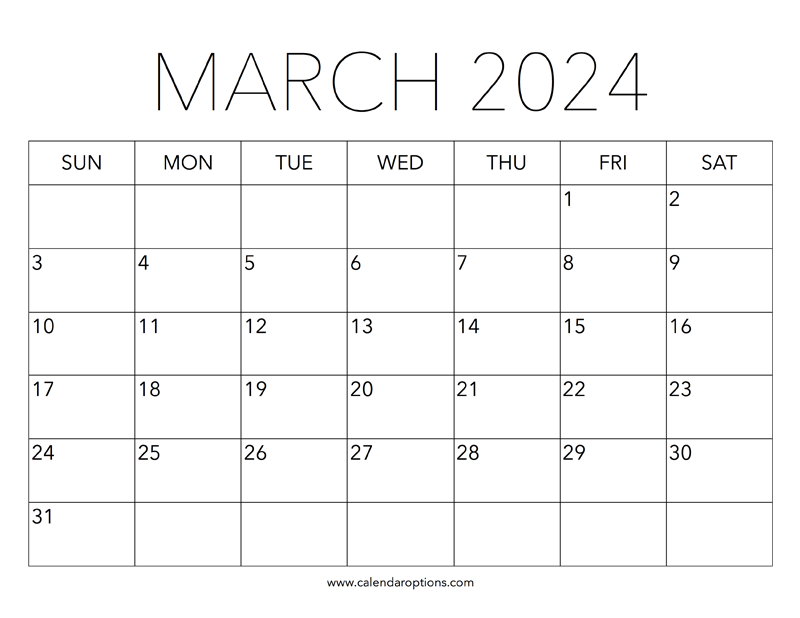 MARCH 2024
SUN MON TUE WED THU FRI SAT
1 2
3 4 5 6 7 8 9
10 11 12 13 14 15 16
17 18 19 20 21 22 23
24 25 26 27 28 29 30
31
www.calendaroptions.com